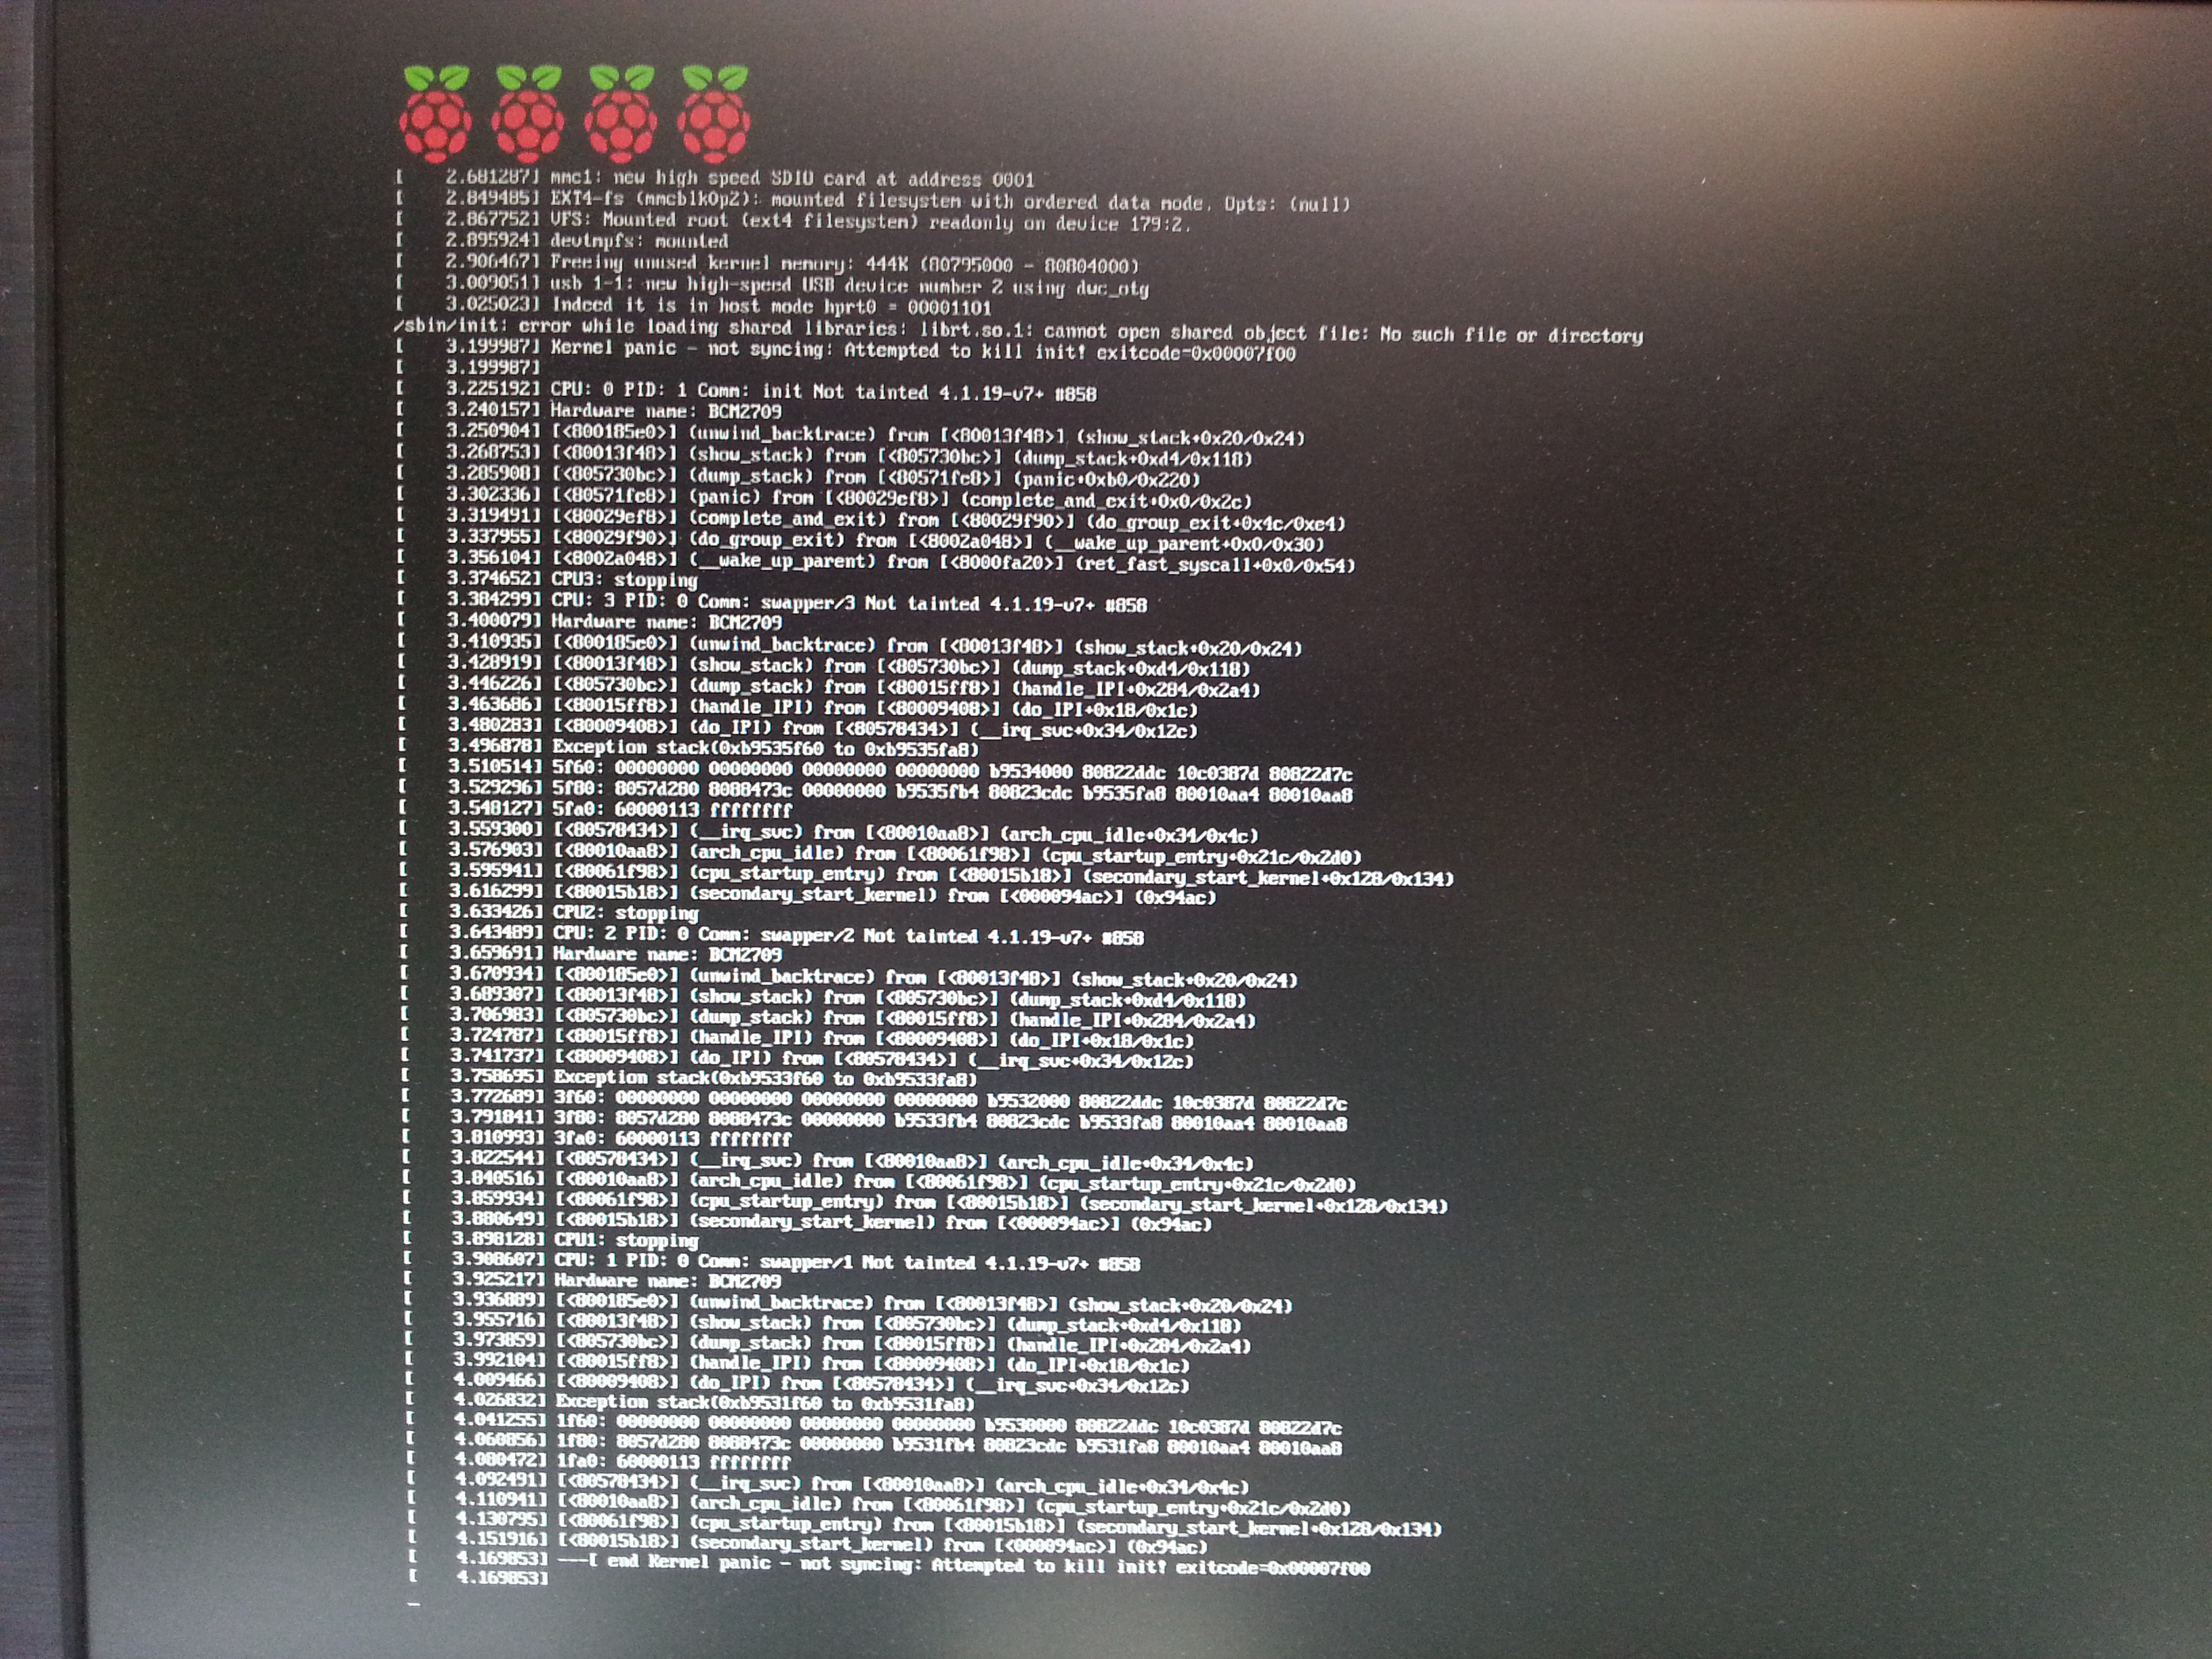 [    2.681287] mmc1: new high speed SDIO card at address 0001
[    2.849485] EXT4-fs (mmcblk0p2): mounted filesystem with ordered data mode. Opts: (null)
[    2.867752] VFS: Mounted root (ext4 filesystem) readonly on device 179:2.
[    2.895924] devtmpfs: mounted
[    2.906467] Freeing unused kernel memory: 444K (80795000 - 80804000)
[    3.009051] usb 1-1: new high-speed USB device number 2 using dwc_otg
[    3.025023] Indeed it is in host mode hprt0 = 00001101
/sbin/init: error while loading shared libraries: librt.so.1: cannot open shared object file: No such file or directory
[    3.199987] Kernel panic - not syncing: Attempted to kill init! exitcode=0x00007f00
[    3.199987]
[    3.225192] CPU: 0 PID: 1 Comm: init Not tainted 4.1.19-v7+ #858
[    3.240157] Hardware name: BCM2709
[    3.250904] [<800185e0>] (unwind_backtrace) from [<80013f48>] (show_stack+0x20/0x24)
[    3.268753] [<80013f48>] (show_stack) from [<805730bc>] (dump_stack+0xd4/0x118)
[    3.285908] [<805730bc>] (dump_stack) from [<80571fc8>] (panic+0xb0/0x220)
[    3.302336] [<80571fc8>] (panic) from [<80029ef8>] (complete_and_exit+0x0/0x2c)
[    3.319491] [<80029ef8>] (complete_and_exit) from [<80029f90>] (do_group_exit+0x4c/0xe4)
[    3.337955] [<80029f90>] (do_group_exit) from [<8002a048>] (__wake_up_parent+0x0/0x30)
[    3.356104] [<8002a048>] (__wake_up_parent) from [<8000fa20>] (ret_fast_syscall+0x0/0x54)
[    3.374652] CPU3: stopping
[    3.384299] CPU: 3 PID: 0 Comm: swapper/3 Not tainted 4.1.19-v7+ #858
[    3.400079] Hardware name: BCM2709
[    3.410935] [<800185e0>] (unwind_backtrace) from [<80013f48>] (show_stack+0x20/0x24)
[    3.428919] [<80013f48>] (show_stack) from [<805730bc>] (dump_stack+0xd4/0x118)
[    3.446226] [<805730bc>] (dump_stack) from [<80015ff8>] (handle_IPI+0x284/0x2a4)
[    3.463686] [<80015ff8>] (handle_IPI) from [<80009408>] (do_IPI+0x18/0x1c)
[    3.480283] [<80009408>] (do_IPI) from [<80578434>] (__irq_svc+0x34/0x12c)
[    3.496878] Exception stack(0xb9535f60 to 0xb9535fa8)
[    3.510514] 5f60: 00000000 00000000 00000000 00000000 b9534000 80822ddc 10c0387d 80822d7c
[    3.529296] 5f80: 8057d280 8088473c 00000000 b9535fb4 80823cdc b9535fa8 80010aa4 80010aa8
[    3.548127] 5fa0: 60000113 ffffffff
[    3.559300] [<80578434>] (__irq_svc) from [<80010aa8>] (arch_cpu_idle+0x34/0x4c)
[    3.576903] [<80010aa8>] (arch_cpu_idle) from [<80061f98>] (cpu_startup_entry+0x21c/0x2d0)
[    3.595941] [<80061f98>] (cpu_startup_entry) from [<80015b18>] (secondary_start_kernel+0x128/0x134)
[    3.616299] [<80015b18>] (secondary_start_kernel) from [<000094ac>] (0x94ac)
[    3.633426] CPU2: stopping
[    3.643489] CPU: 2 PID: 0 Comm: swapper/2 Not tainted 4.1.19-v7+ #858
[    3.659691] Hardware name: BCM2709
[    3.670934] [<800185e0>] (unwind_backtrace) from [<80013f48>] (show_stack+0x20/0x24)
[    3.689307] [<80013f48>] (show_stack) from [<805730bc>] (dump_stack+0xd4/0x118)
[    3.706983] [<805730bc>] (dump_stack) from [<80015ff8>] (handle_IPI+0x284/0x2a4)
[    3.724787] [<80015ff8>] (handle_IPI) from [<80009408>] (do_IPI+0x18/0x1c)
[    3.741737] [<80009408>] (do_IPI) from [<80578434>] (__irq_svc+0x34/0x12c)
[    3.758695] Exception stack(0xb9533f60 to 0xb9533fa8)
[    3.772689] 3f60: 00000000 00000000 00000000 00000000 b9532000 80822ddc 10c0387d 80822d7c
[    3.791841] 3f80: 8057d280 8088473c 00000000 b9533fb4 80823cdc b9533fa8 80010aa4 80010aa8
[    3.810993] 3fa0: 60000113 ffffffff
[    3.822544] [<80578434>] (__irq_svc) from [<80010aa8>] (arch_cpu_idle+0x34/0x4c)
[    3.840516] [<80010aa8>] (arch_cpu_idle) from [<80061f98>] (cpu_startup_entry+0x21c/0x2d0)
[    3.859934] [<80061f98>] (cpu_startup_entry) from [<80015b18>] (secondary_start_kernel+0x128/0x134)
[    3.880649] [<80015b18>] (secondary_start_kernel) from [<000094ac>] (0x94ac)
[    3.898128] CPU1: stopping
[    3.908607] CPU: 1 PID: 0 Comm: swapper/1 Not tainted 4.1.19-v7+ #858
[    3.925217] Hardware name: BCM2709
[    3.936889] [<800185e0>] (unwind_backtrace) from [<80013f48>] (show_stack+0x20/0x24)
[    3.955716] [<80013f48>] (show_stack) from [<805730bc>] (dump_stack+0xd4/0x118)
[    3.973859] [<805730bc>] (dump_stack) from [<80015ff8>] (handle_IPI+0x284/0x2a4)
[    3.992104] [<80015ff8>] (handle_IPI) from [<80009408>] (do_IPI+0x18/0x1c)
[    4.009466] [<80009408>] (do_IPI) from [<80578434>] (__irq_svc+0x34/0x12c)
[    4.026832] Exception stack(0xb9531f60 to 0xb9531fa8)
[    4.041255] 1f60: 00000000 00000000 00000000 00000000 b9530000 80822ddc 10c0387d 80822d7c
[    4.060856] 1f80: 8057d280 8088473c 00000000 b9531fb4 80823cdc b9531fa8 80010aa4 80010aa8
[    4.080472] 1fa0: 60000113 ffffffff
[    4.092491] [<80578434>] (__irq_svc) from [<80010aa8>] (arch_cpu_idle+0x34/0x4c)
[    4.110941] [<80010aa8>] (arch_cpu_idle) from [<80061f98>] (cpu_startup_entry+0x21c/0x2d0)
[    4.130795] [<80061f98>] (cpu_startup_entry) from [<80015b18>] (secondary_start_kernel+0x128/0x134)
[    4.151916] [<80015b18>] (secondary_start_kernel) from [<000094ac>] (0x94ac)
[    4.169853] ---[ end Kernel panic - not syncing: Attempted to kill init! exitcode=0x00007f00
[    4.169853]
_